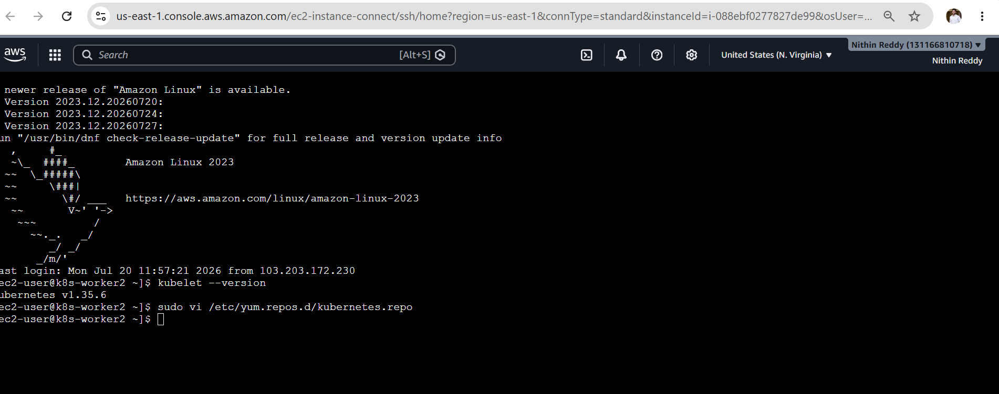 us-east-1.console.aws.amazon.com/ec2-instance-connect/ssh/home?region=us-east-1&connType=standard&instanceId=i-088ebf0277827de99&osUser=...
aws
Search
[Alt+S]
United States (N. Virginia) ▼
Nithin Reddy (131166810718) ▼
Nithin Reddy
newer release of "Amazon Linux" is available.
Version 2023.12.20260720:
Version 2023.12.20260724:
Version 2023.12.20260727:
un "/usr/bin/dnf check-release-update" for full release and version update info
  ,     #_
  ~\_  ####_        Amazon Linux 2023
 ~~  \_#####\
 ~~     \###|
 ~~       \#/ ___   https://aws.amazon.com/linux/amazon-linux-2023
  ~~       V~' '->
   ~~~         /
     ~~._.   _/
        _/ _/
      _/m/'
ast login: Mon Jul 20 11:57:21 2026 from 103.203.172.230
ec2-user@k8s-worker2 ~]$ kubelet --version
ubernetes v1.35.6
ec2-user@k8s-worker2 ~]$ sudo vi /etc/yum.repos.d/kubernetes.repo
ec2-user@k8s-worker2 ~]$